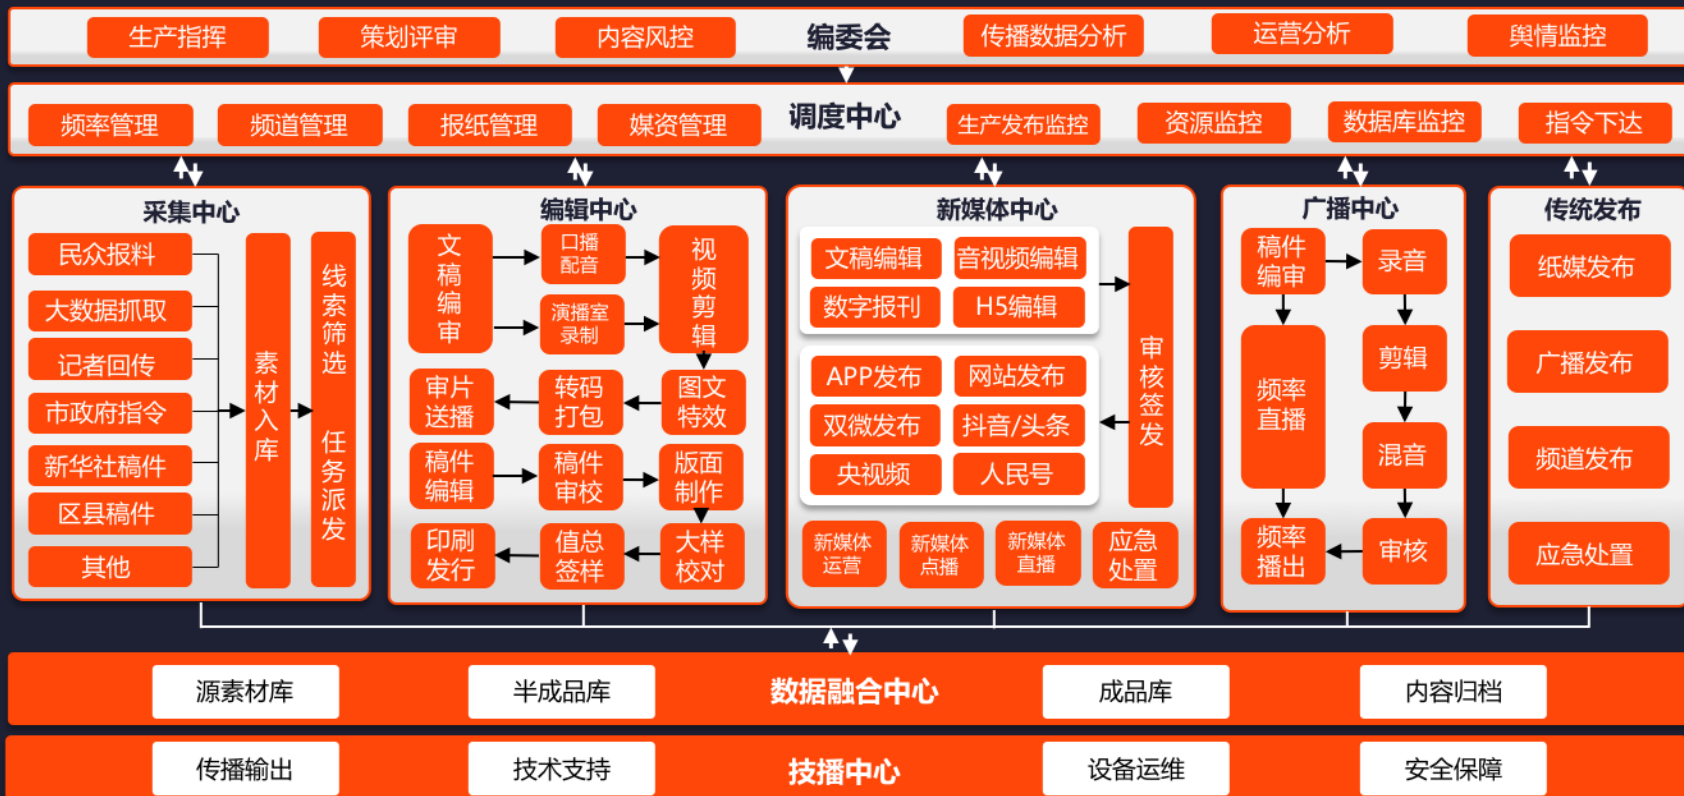 生产指挥
策划评审
内容风控
编委会
传播数据分析
运营分析
舆情监控
频率管理
频道管理
报纸管理
媒资管理
调度中心
生产发布监控
资源监控
数据库监控
指令下达
采集中心
民众报料
大数据抓取
记者回传
市政府指令
新华社稿件
区县稿件
其他
素材入库
线索筛选
任务派发
编辑中心
文稿编审
口播
配音
演播室
录制
视频剪辑
审片
送播
转码
打包
图文
特效
稿件
编辑
稿件
审校
版面
制作
印刷
发行
值总
签样
大样
校对
新媒体中心
文稿编辑
音视频编辑
数字报刊
H5编辑
APP发布
网站发布
双微发布
抖音/头条
央视频
人民号
审核签发
新媒体
运营
新媒体
点播
新媒体
直播
应急
处置
广播中心
稿件
编审
录音
频率
直播
剪辑
混音
频率
播出
审核
传统发布
纸媒发布
广播发布
频道发布
应急处置
源素材库
半成品库
数据融合中心
成品库
内容归档
传播输出
技术支持
技播中心
设备运维
安全保障